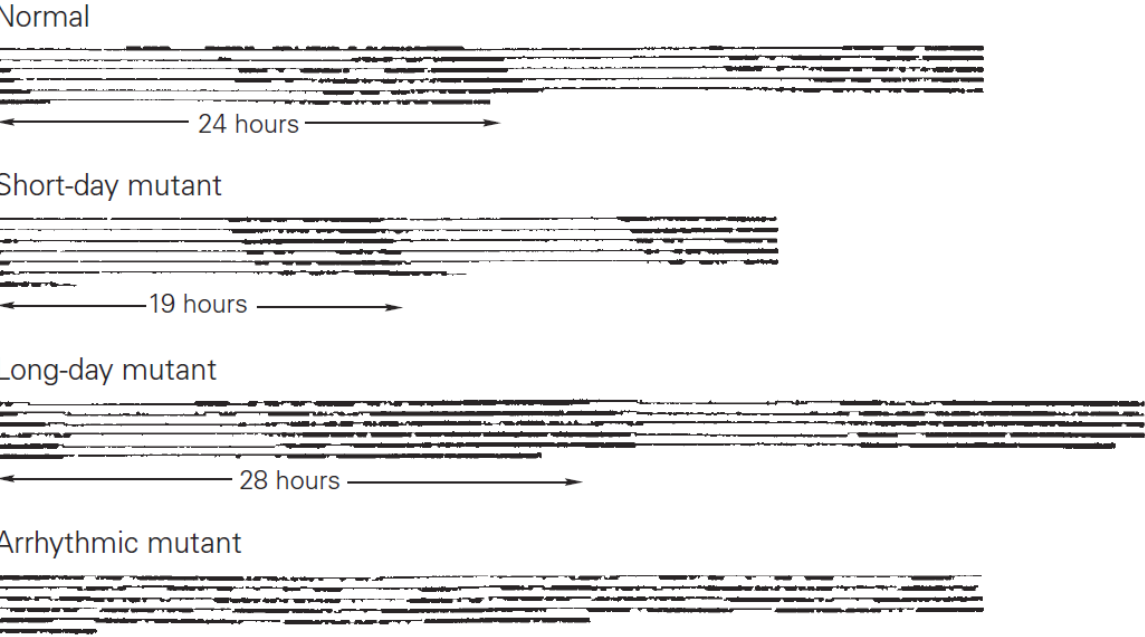 Normal
24 hours
Short-day mutant
19 hours
Long-day mutant
28 hours
Arrhythmic mutant